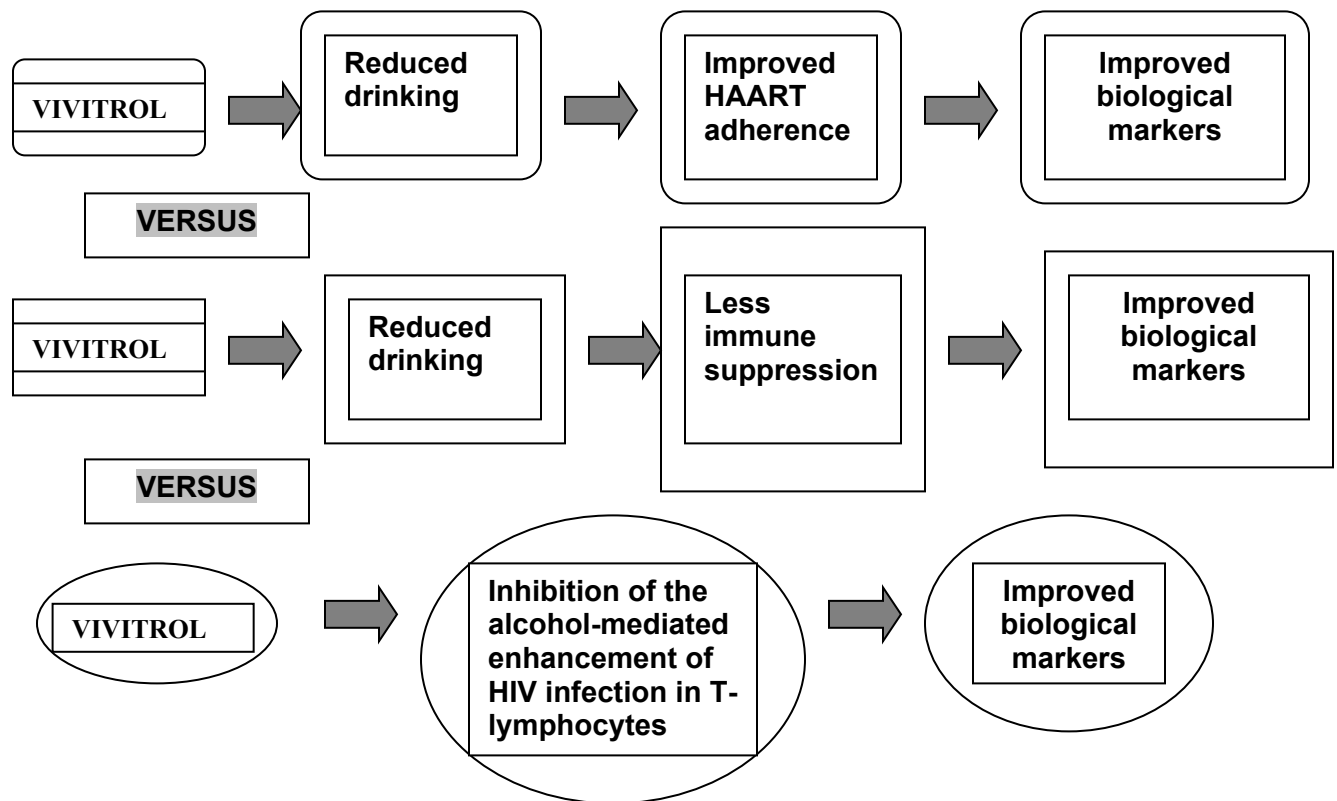 VIVITROL
Reduced
drinking
Improved
HAART
adherence
Improved
biological
markers
VERSUS
VIVITROL
Reduced
drinking
Less
immune
suppression
Improved
biological
markers
VERSUS
VIVITROL
Inhibition of the
alcohol-mediated
enhancement of
HIV infection in T-
lymphocytes
Improved
biological
markers